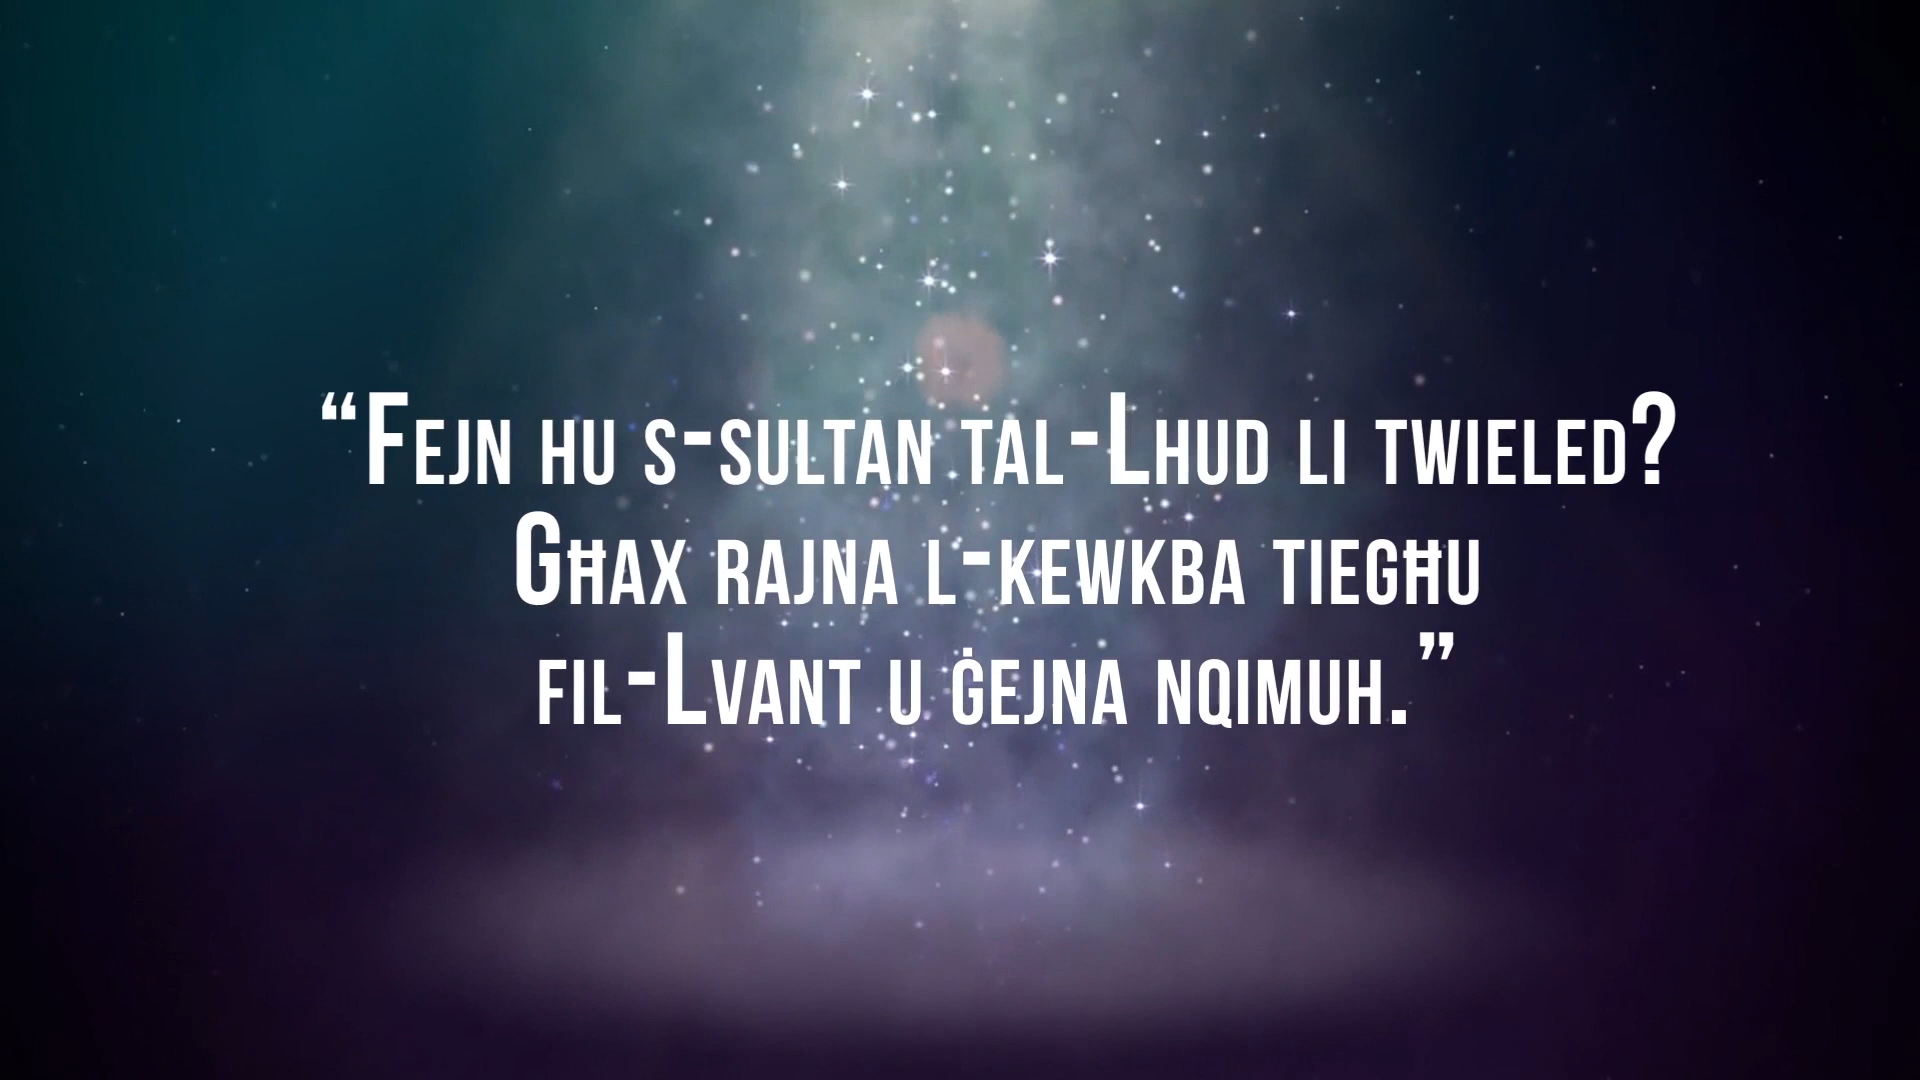 “Fejn hu s-sultan tal-Lhud li twieled?
Għax rajna l-kewkba tiegħu
fil-Lvant u ġejna nqimuh.”